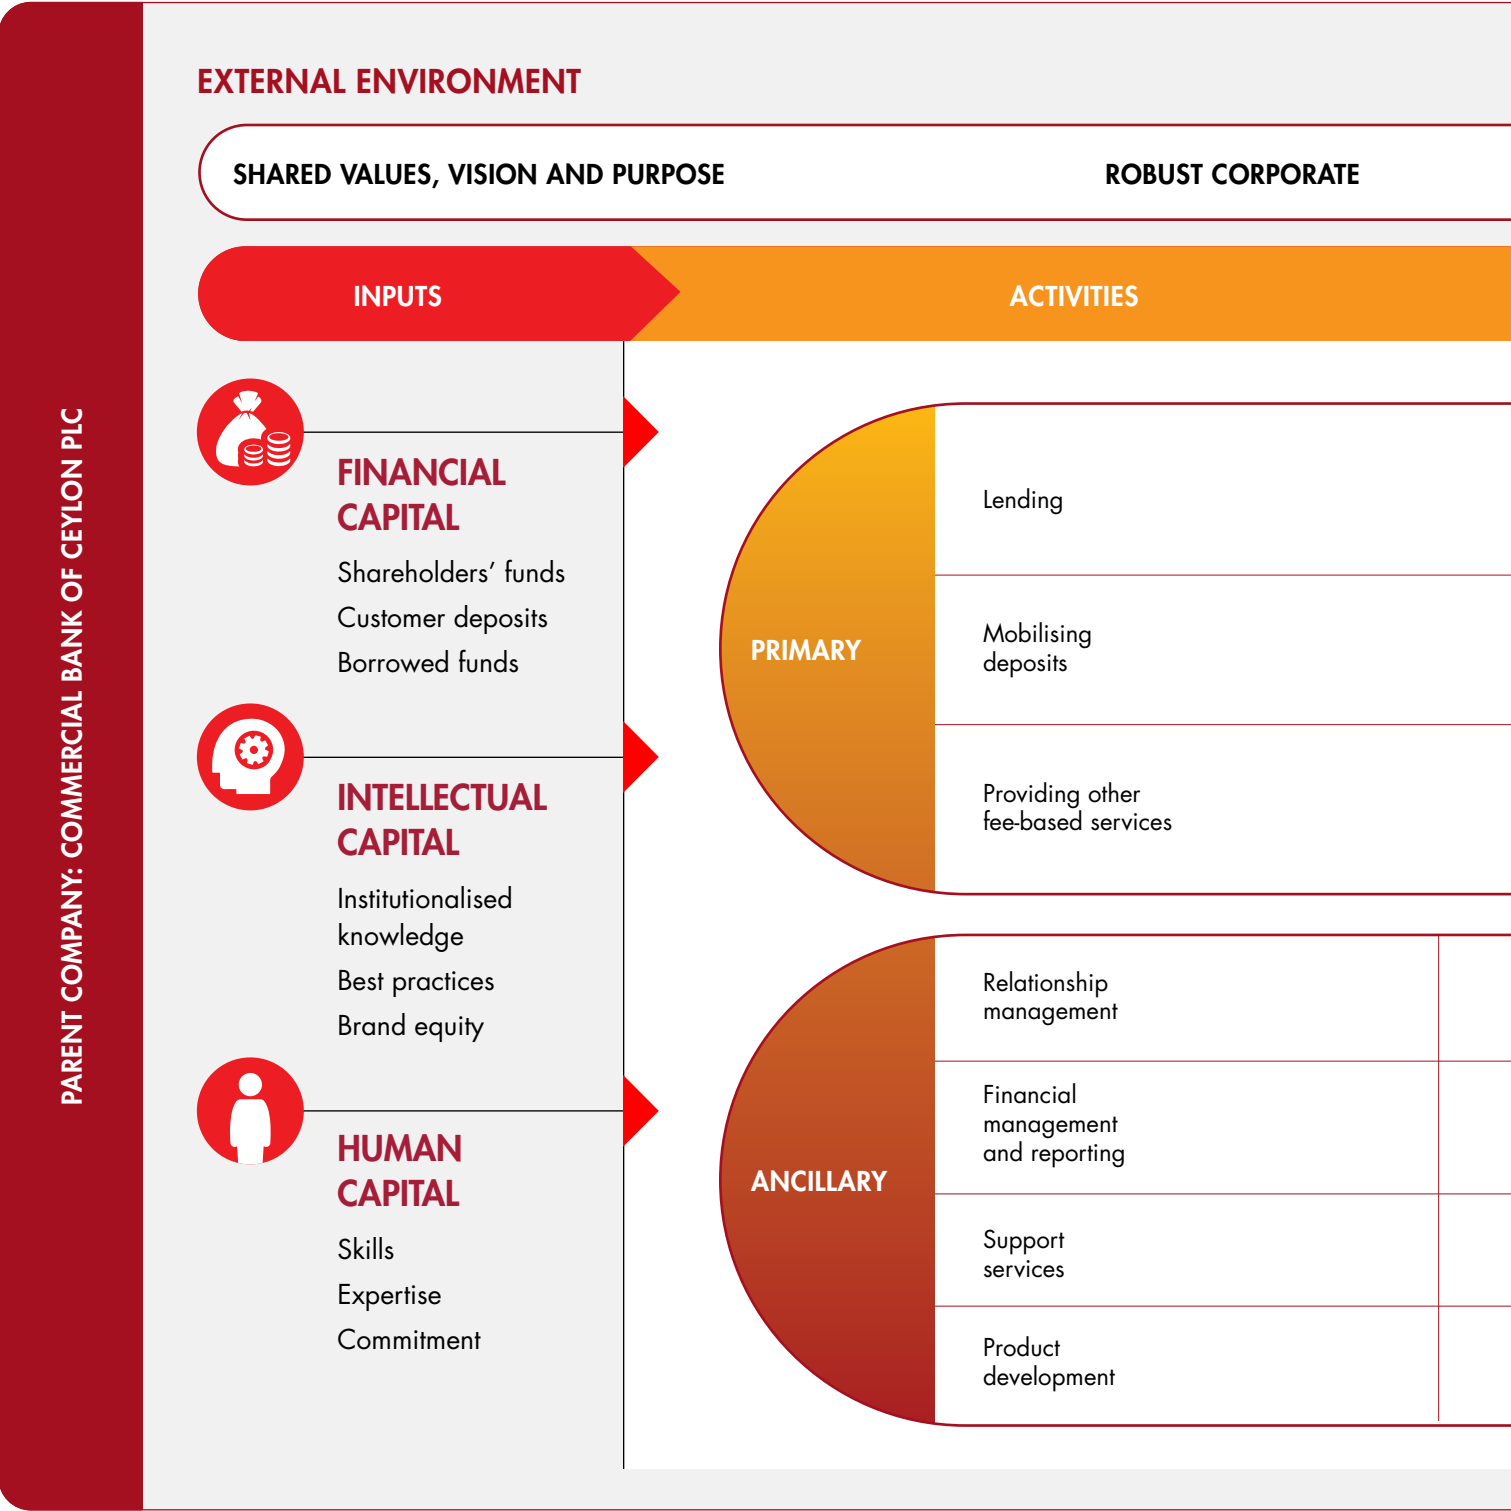 PARENT COMPANY: COMMERCIAL BANK OF CEYLON PLC
EXTERNAL ENVIRONMENT
SHARED VALUES, VISION AND PURPOSE
ROBUST CORPORATE
INPUTS
ACTIVITIES
FINANCIAL
CAPITAL
Shareholders’ funds
Customer deposits
Borrowed funds
INTELLECTUAL
CAPITAL
Institutionalised
knowledge
Best practices
Brand equity
HUMAN
CAPITAL
Skills
Expertise
Commitment
PRIMARY
Lending
Mobilising
deposits
Providing other
fee-based services
ANCILLARY
Relationship
management
Financial
management
and reporting
Support
services
Product
development